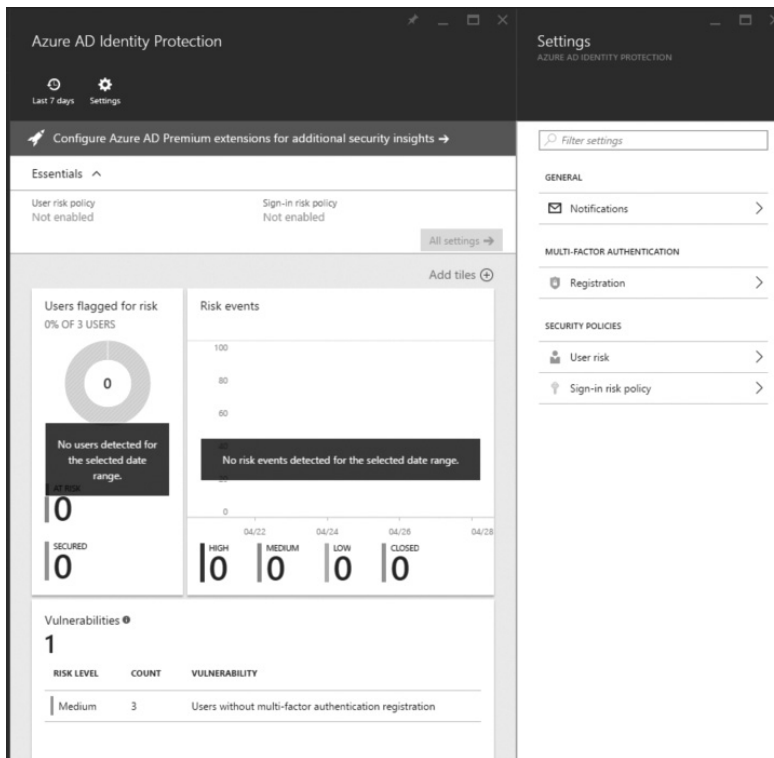 Azure AD Identity Protection
Last 7 days Settings
Configure Azure AD Premium extensions for additional security insights →
Essentials
User risk policy Sign-in risk policy
Not enabled Not enabled
All settings →
Add tiles
Users flagged for risk
0% OF 3 USERS
0
No users detected for
the selected date
range.
AT RISK
0
SECURED
0
Risk events
100
80
60
40
No risk events detected for the selected date range.
20
0
04/22 04/24 04/26 04/28
HIGH MEDIUM LOW CLOSED
0 0 0 0
Vulnerabilities
1
RISK LEVEL COUNT VULNERABILITY
Medium 3 Users without multi-factor authentication registration
Settings
AZURE AD IDENTITY PROTECTION
Filter settings
GENERAL
Notifications
MULTI-FACTOR AUTHENTICATION
Registration
SECURITY POLICIES
User risk
Sign-in risk policy